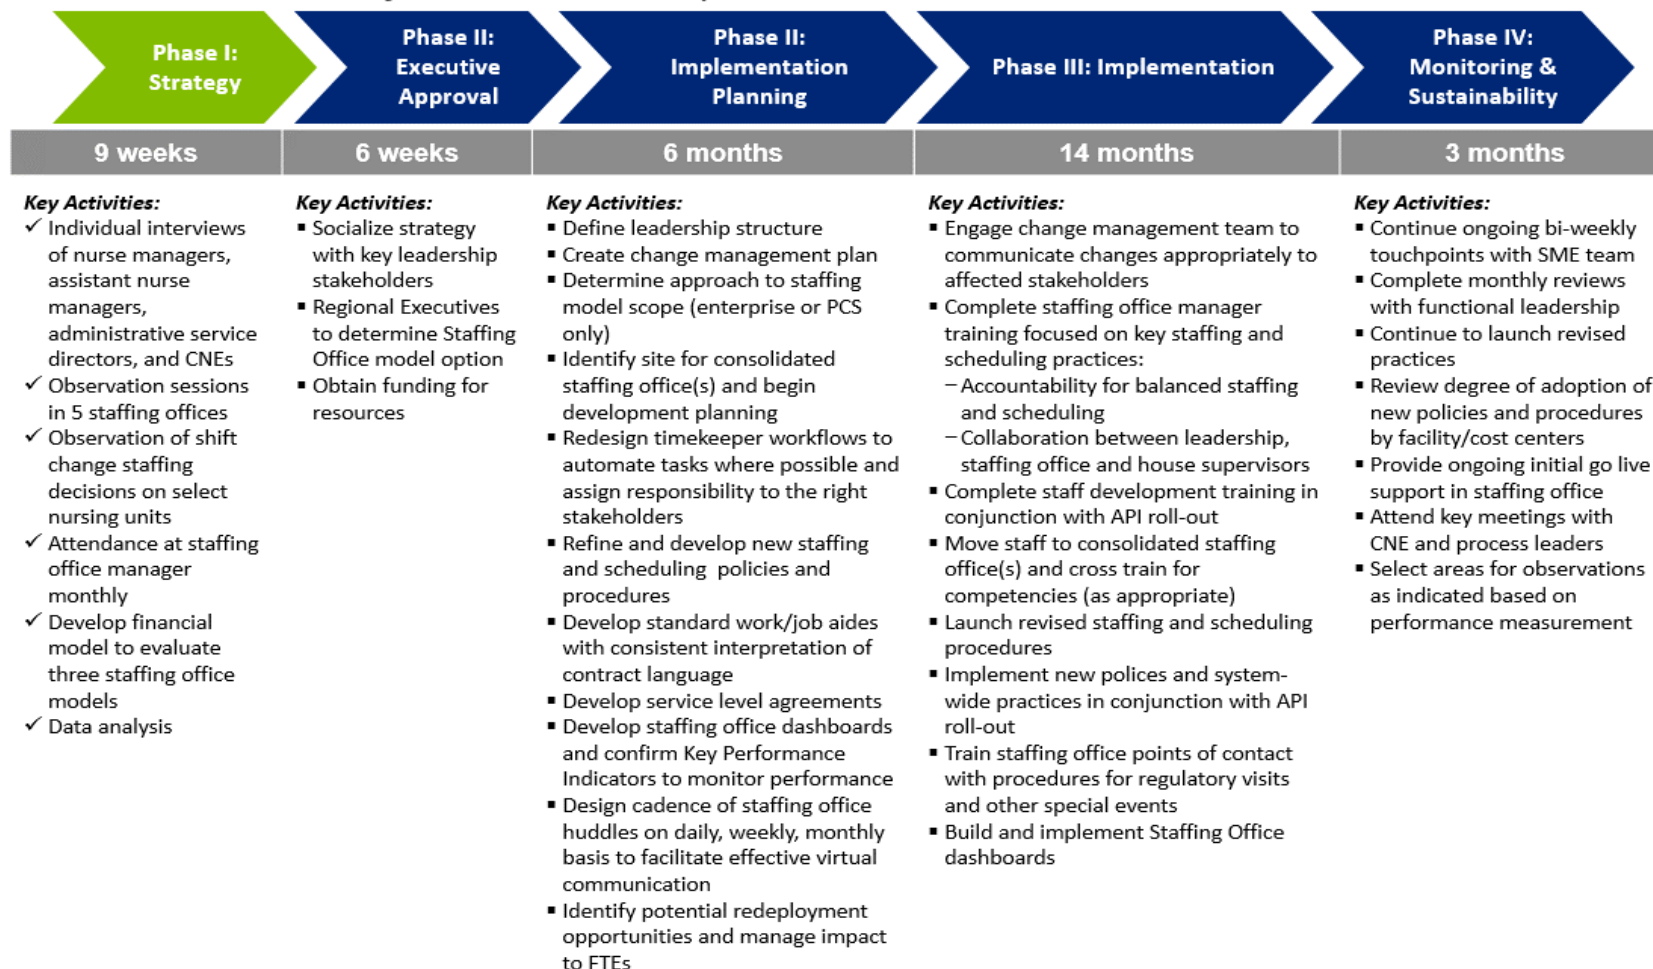 Phase I:
Strategy
Phase II:
Executive
Approval
Phase II:
Implementation
Planning
Phase III: Implementation
Phase IV:
Monitoring &
Sustainability
9 weeks
6 weeks
6 months
14 months
3 months
Key Activities:
✓ Individual interviews
of nurse managers,
assistant nurse
managers,
administrative service
directors, and CNEs
✓ Observation sessions
in 5 staffing offices
✓ Observation of shift
change staffing
decisions on select
nursing units
✓ Attendance at staffing
office manager
monthly
✓ Develop financial
model to evaluate
three staffing office
models
✓ Data analysis
Key Activities:
▪ Socialize strategy
with key leadership
stakeholders
▪ Regional Executives
to determine Staffing
Office model option
▪ Obtain funding for
resources
Key Activities:
▪ Define leadership structure
▪ Create change management plan
▪ Determine approach to staffing
model scope (enterprise or PCS
only)
▪ Identify site for consolidated
staffing office(s) and begin
development planning
▪ Redesign timekeeper workflows to
automate tasks where possible and
assign responsibility to the right
stakeholders
▪ Refine and develop new staffing
and scheduling policies and
procedures
▪ Develop standard work/job aides
with consistent interpretation of
contract language
▪ Develop service level agreements
▪ Develop staffing office dashboards
and confirm Key Performance
Indicators to monitor performance
▪ Design cadence of staffing office
huddles on daily, weekly, monthly
basis to facilitate effective virtual
communication
▪ Identify potential redeployment
opportunities and manage impact
to FTEs
Key Activities:
▪ Engage change management team to
communicate changes appropriately to
affected stakeholders
▪ Complete staffing office manager
training focused on key staffing and
scheduling practices:
– Accountability for balanced staffing
and scheduling
– Collaboration between leadership,
staffing office and house supervisors
▪ Complete staff development training in
conjunction with API roll-out
▪ Move staff to consolidated staffing
office(s) and cross train for
competencies (as appropriate)
▪ Launch revised staffing and scheduling
procedures
▪ Implement new polices and system-
wide practices in conjunction with API
roll-out
▪ Train staffing office points of contact
with procedures for regulatory visits
and other special events
▪ Build and implement Staffing Office
dashboards
Key Activities:
▪ Continue ongoing bi-weekly
touchpoints with SME team
▪ Complete monthly reviews
with functional leadership
▪ Continue to launch revised
practices
▪ Review degree of adoption of
new policies and procedures
by facility/cost centers
▪ Provide ongoing initial go live
support in staffing office
▪ Attend key meetings with
CNE and process leaders
▪ Select areas for observations
as indicated based on
performance measurement